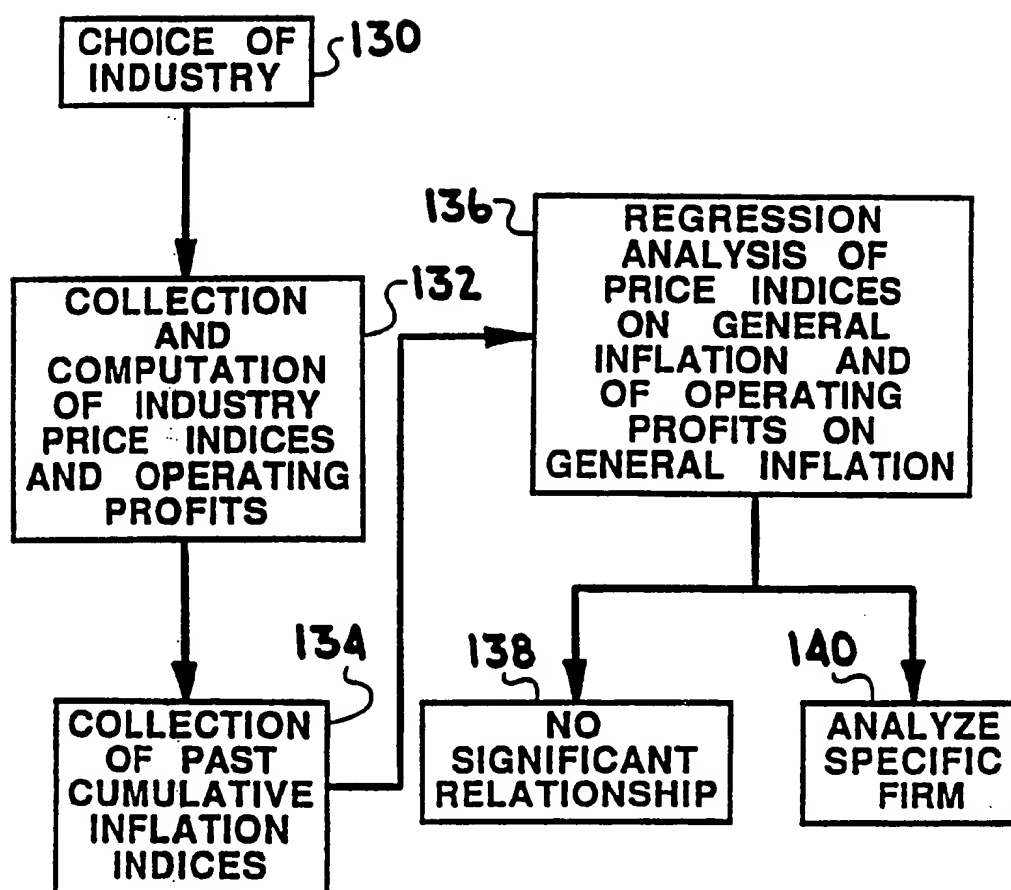 CHOICE OF
INDUSTRY
130
COLLECTION
AND
COMPUTATION
OF INDUSTRY
PRICE INDICES
AND OPERATING
PROFITS
132
COLLECTION
OF PAST
CUMULATIVE
INFLATION
INDICES
134
136
REGRESSION
ANALYSIS OF
PRICE INDICES
ON GENERAL
INFLATION AND
OF OPERATING
PROFITS ON
GENERAL INFLATION
138
NO
SIGNIFICANT
RELATIONSHIP
140
ANALYZE
SPECIFIC
FIRM